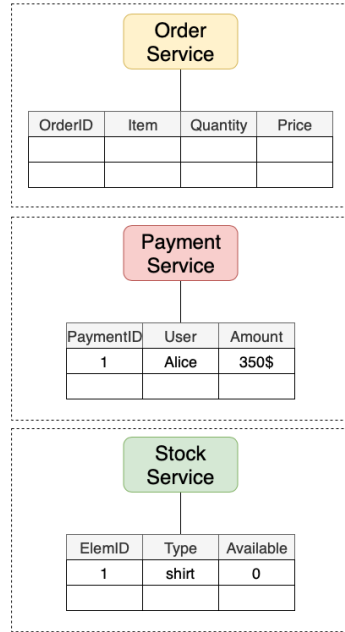 Order
Service
OrderID Item Quantity Price
Payment
Service
PaymentID User Amount
1 Alice 350$
Stock
Service
ElemID Type Available
1 shirt 0